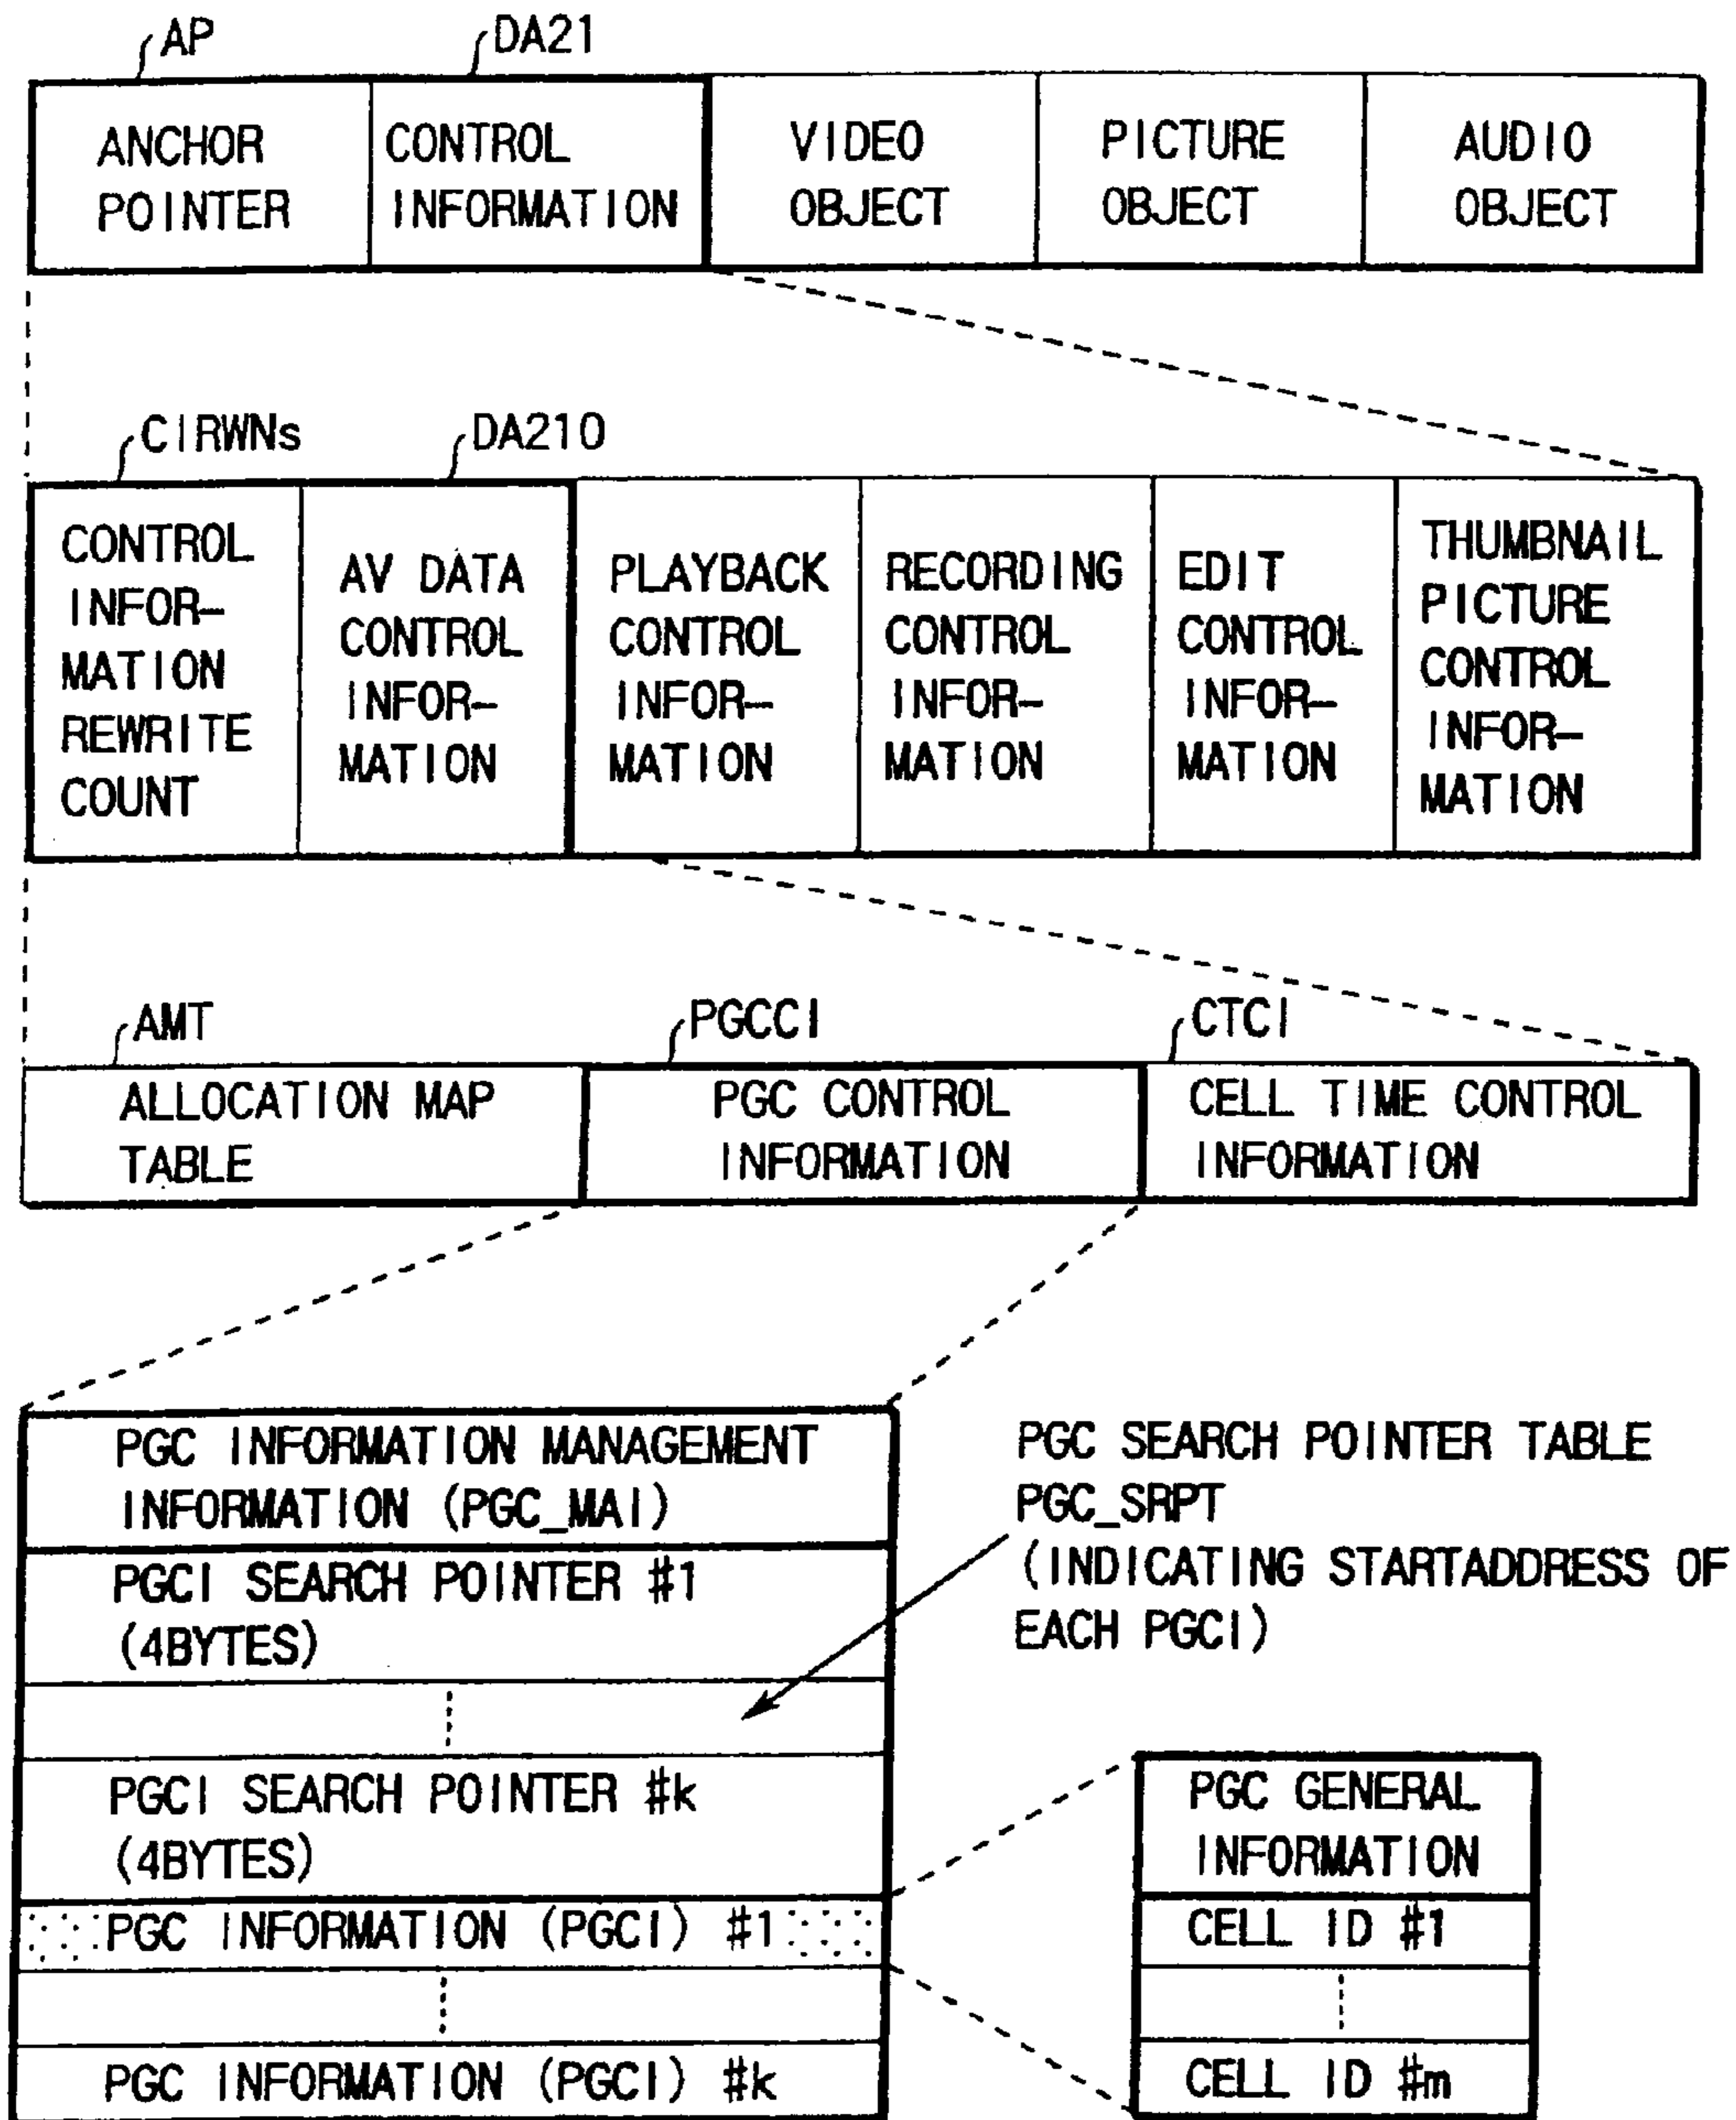 AP
DA21
ANCHOR
POINTER
CONTROL
INFORMATION
VIDEO
OBJECT
PICTURE
OBJECT
AUDIO
OBJECT
CIRWNs
DA210
CONTROL
INFOR-
MATION
REWRITE
COUNT
AV DATA
CONTROL
INFOR-
MATION
PLAYBACK
CONTROL
INFOR-
MATION
RECORDING
CONTROL
INFOR-
MATION
EDIT
CONTROL
INFOR-
MATION
THUMBNAIL
PICTURE
CONTROL
INFOR-
MATION
AMT
PGCCI
CTCI
ALLOCATION MAP
TABLE
PGC CONTROL
INFORMATION
CELL TIME CONTROL
INFORMATION
PGC INFORMATION MANAGEMENT
INFORMATION (PGC_MAI)
PGCI SEARCH POINTER #1
(4BYTES)
PGCI SEARCH POINTER #k
(4BYTES)
PGC INFORMATION (PGCI) #1
PGC INFORMATION (PGCI) #k
PGC SEARCH POINTER TABLE
PGC_SRPT
(INDICATING STARTADDRESS OF
EACH PGCI)
PGC GENERAL
INFORMATION
CELL ID #1
CELL ID #m